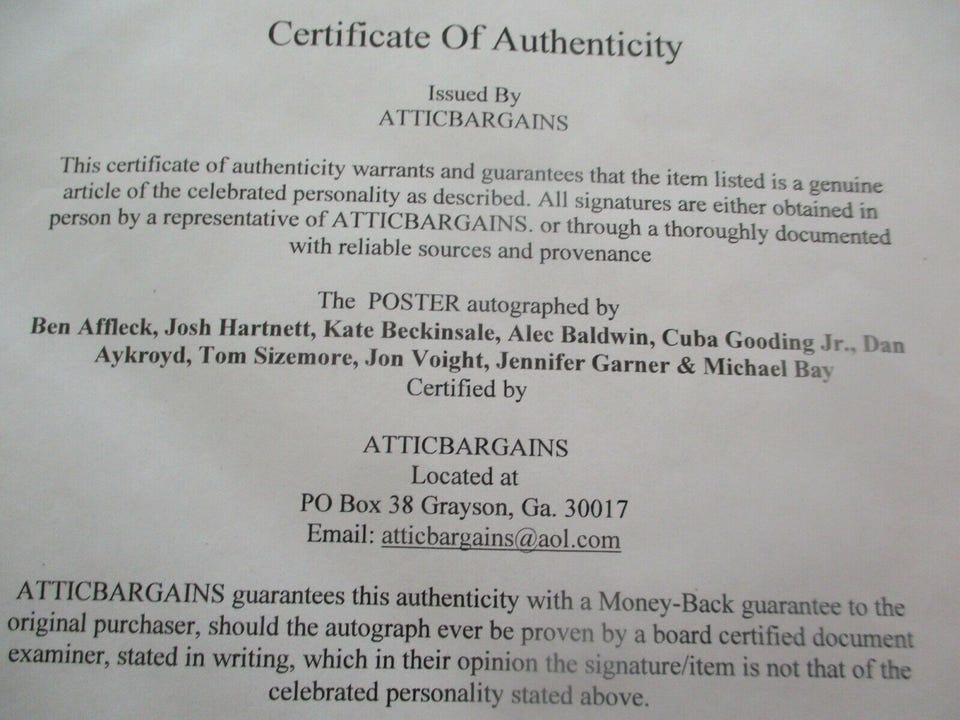 Certificate Of Authenticity
Issued By
ATTICBARGAINS
This certificate of authenticity warrants and guarantees that the item listed is a genuine
article of the celebrated personality as described. All signatures are either obtained in
person by a representative of ATTICBARGAINS. or through a thoroughly documented
with reliable sources and provenance
The POSTER autographed by
Ben Affleck, Josh Hartnett, Kate Beckinsale, Alec Baldwin, Cuba Gooding Jr., Dan
Aykroyd, Tom Sizemore, Jon Voight, Jennifer Garner & Michael Bay
Certified by
ATTICBARGAINS
Located at
PO Box 38 Grayson, Ga. 30017
Email: atticbargains@aol.com
ATTICBARGAINS guarantees this authenticity with a Money-Back guarantee to the
original purchaser, should the autograph ever be proven by a board certified document
examiner, stated in writing, which in their opinion the signature/item is not that of the
celebrated personality stated above.